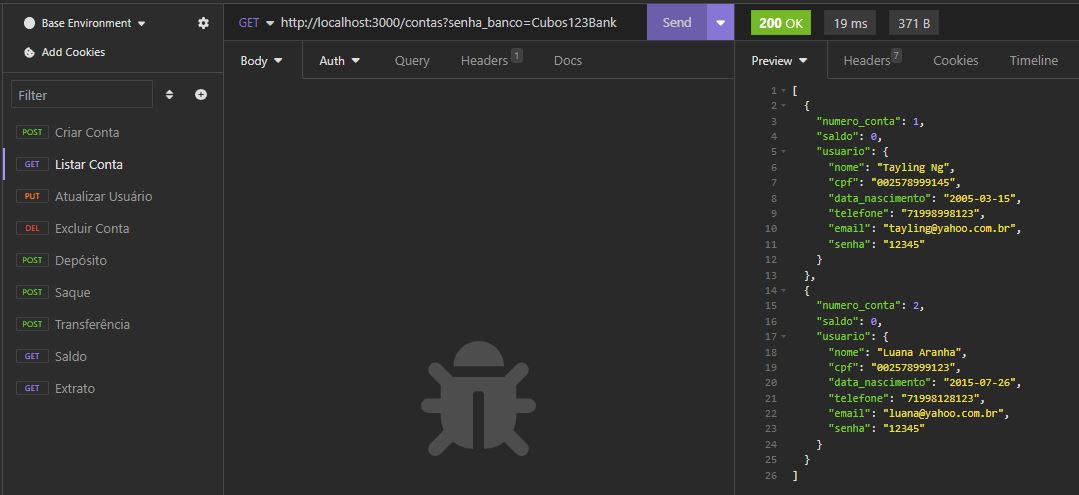 Base Environment
Add Cookies
Filter
POST Criar Conta
GET Listar Conta
PUT Atualizar Usuário
DEL Excluir Conta
POST Depósito
POST Saque
POST Transferência
GET Saldo
GET Extrato
GET http://localhost:3000/contas?senha_banco=Cubos123Bank Send
Body Auth Query Headers 1 Docs
200 OK 19 ms 371 B
Preview Headers 7 Cookies Timeline
1 [
2 {
3 "numero_conta": 1,
4 "saldo": 0,
5 "usuario": {
6 "nome": "Tayling Ng",
7 "cpf": "002578999145",
8 "data_nascimento": "2005-03-15",
9 "telefone": "71998998123",
10 "email": "tayling@yahoo.com.br",
11 "senha": "12345"
12 }
13 },
14 {
15 "numero_conta": 2,
16 "saldo": 0,
17 "usuario": {
18 "nome": "Luana Aranha",
19 "cpf": "002578999123",
20 "data_nascimento": "2015-07-26",
21 "telefone": "71998128123",
22 "email": "luana@yahoo.com.br",
23 "senha": "12345"
24 }
25 }
26 ]